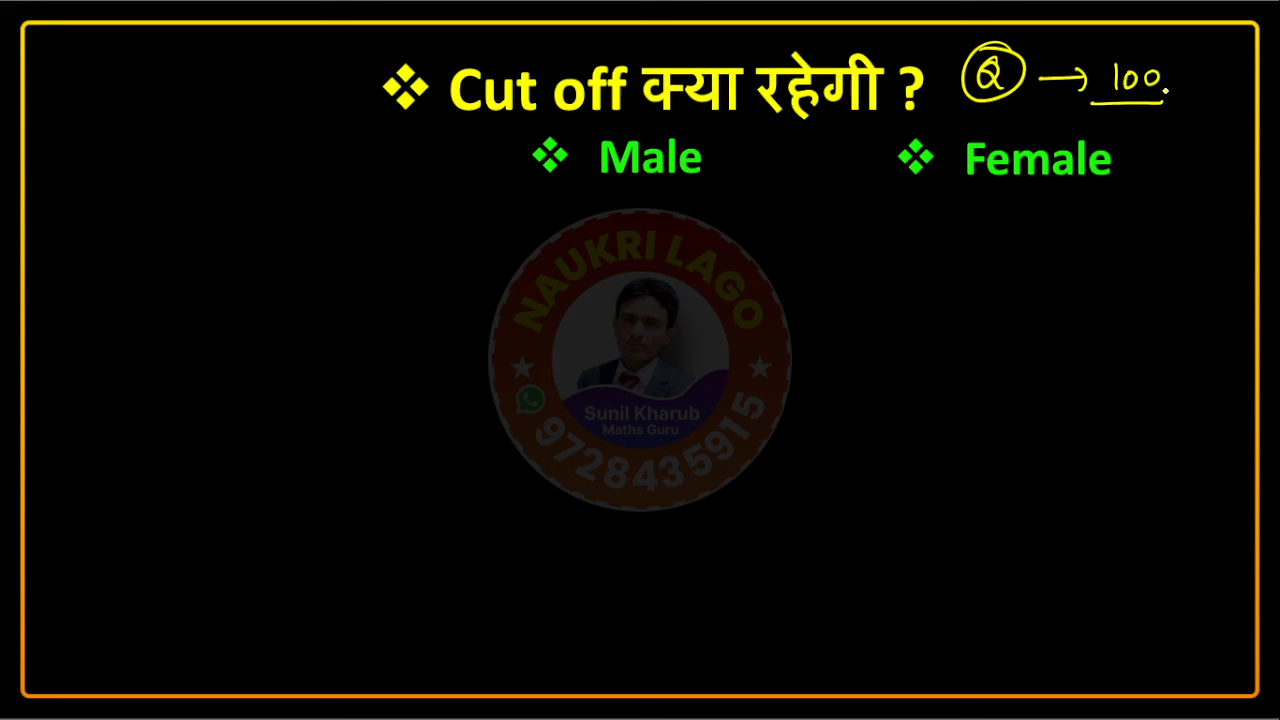 ❖ Cut off क्या रहेगी ? Q → 100.
❖ Male ❖ Female
NAUKRI LAGO
Sunil Kharub
Maths Guru
9728435915